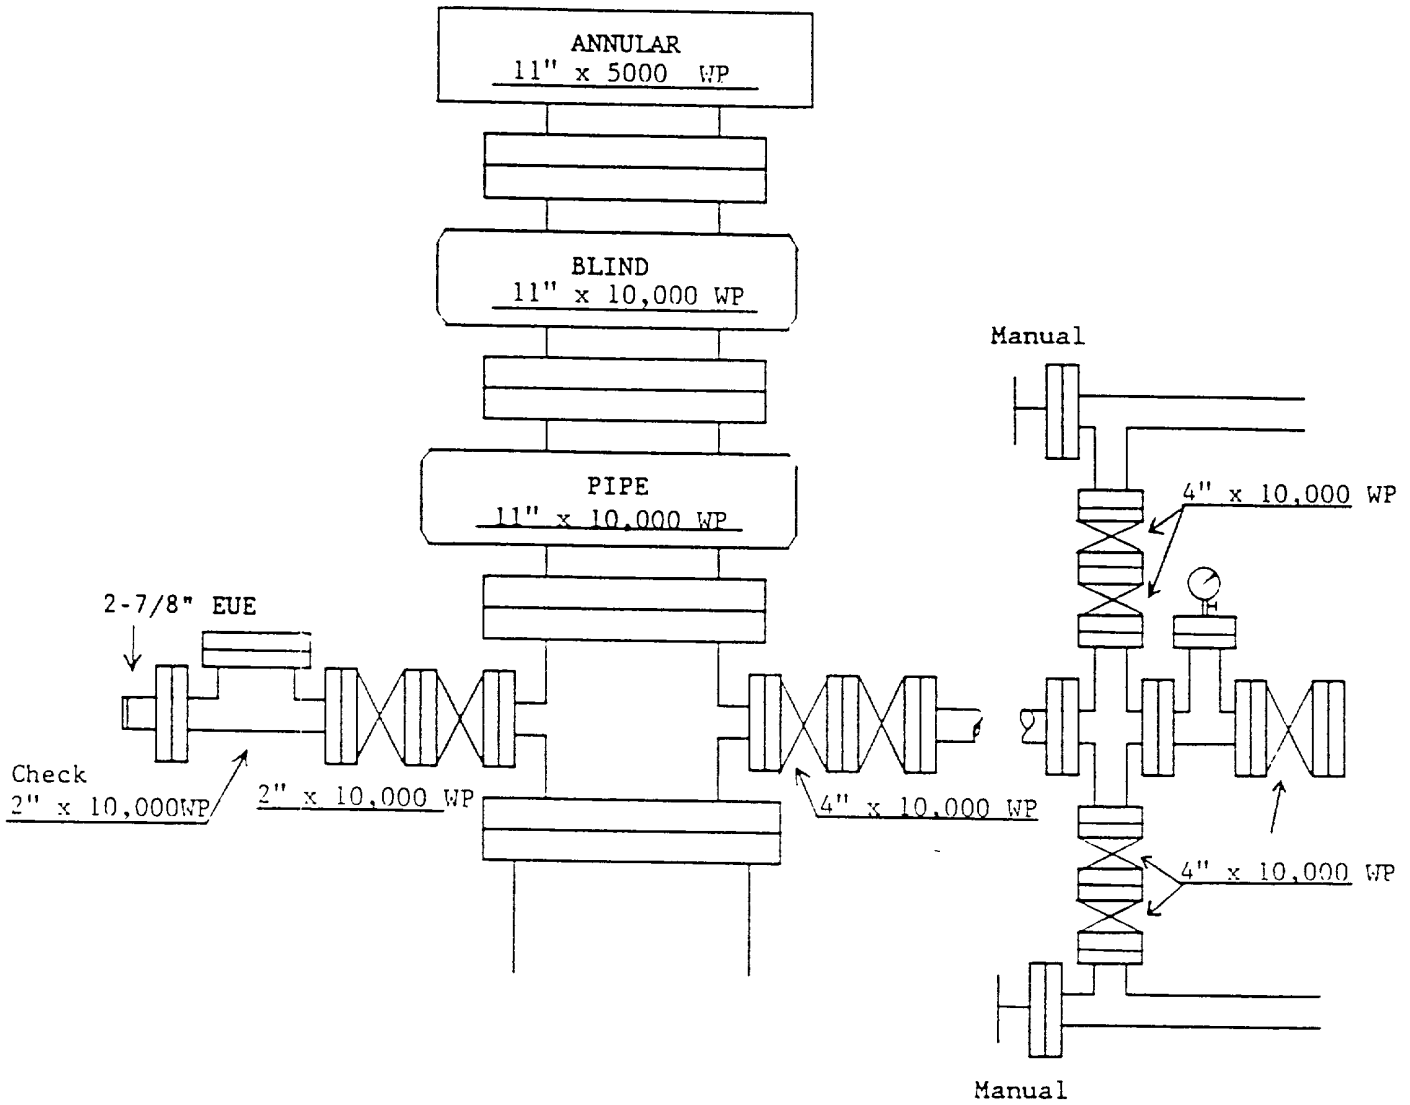 ANNULAR
11" x 5000 WP
BLIND
11" x 10,000 WP
Manual
PIPE
11" x 10,000 WP
4" x 10,000 WP
2-7/8" EUE
Check
2" x 10,000WP
2" x 10,000 WP
4" x 10,000 WP
4" x 10,000 WP
Manual